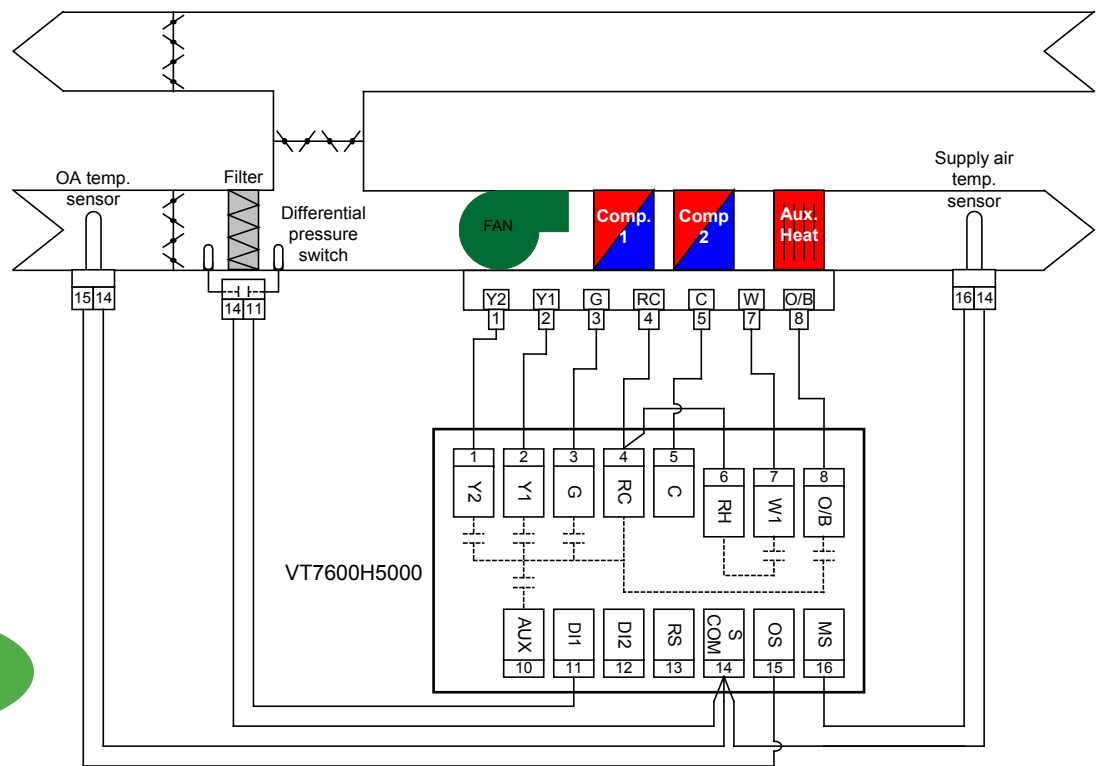 OA temp.
sensor
Filter
Differential
pressure
switch
Supply air
temp.
sensor
FAN
Comp.
1
Comp
2
Aux.
Heat
15 14
14 11
16 14
Y2 Y1 G RC C W O/B
1 2 3 4 5 7 8
1 2 3 4 5
Y2 Y1 G RC C
6 7 8
RH W1 O/B
VT7600H5000
AUX DI1 DI2 RS S COM OS MS
10 11 12 13 14 15 16